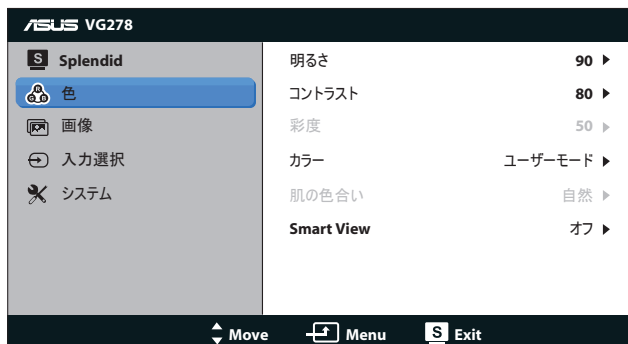 ASUS VG278
S Splendid
色
画像
入力選択
システム
明るさ 90
コントラスト 80
彩度 50
カラー ユーザーモード
肌の色合い 自然
Smart View オフ
Move Menu S Exit